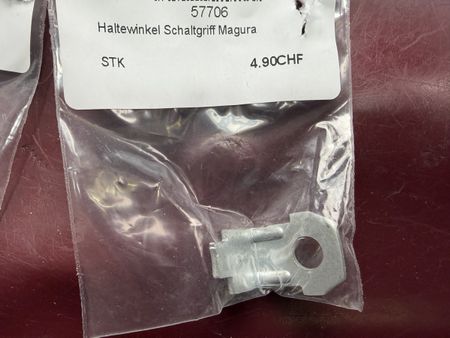 57706
Haltewinkel Schaltgriff Magura
STK 4.90CHF